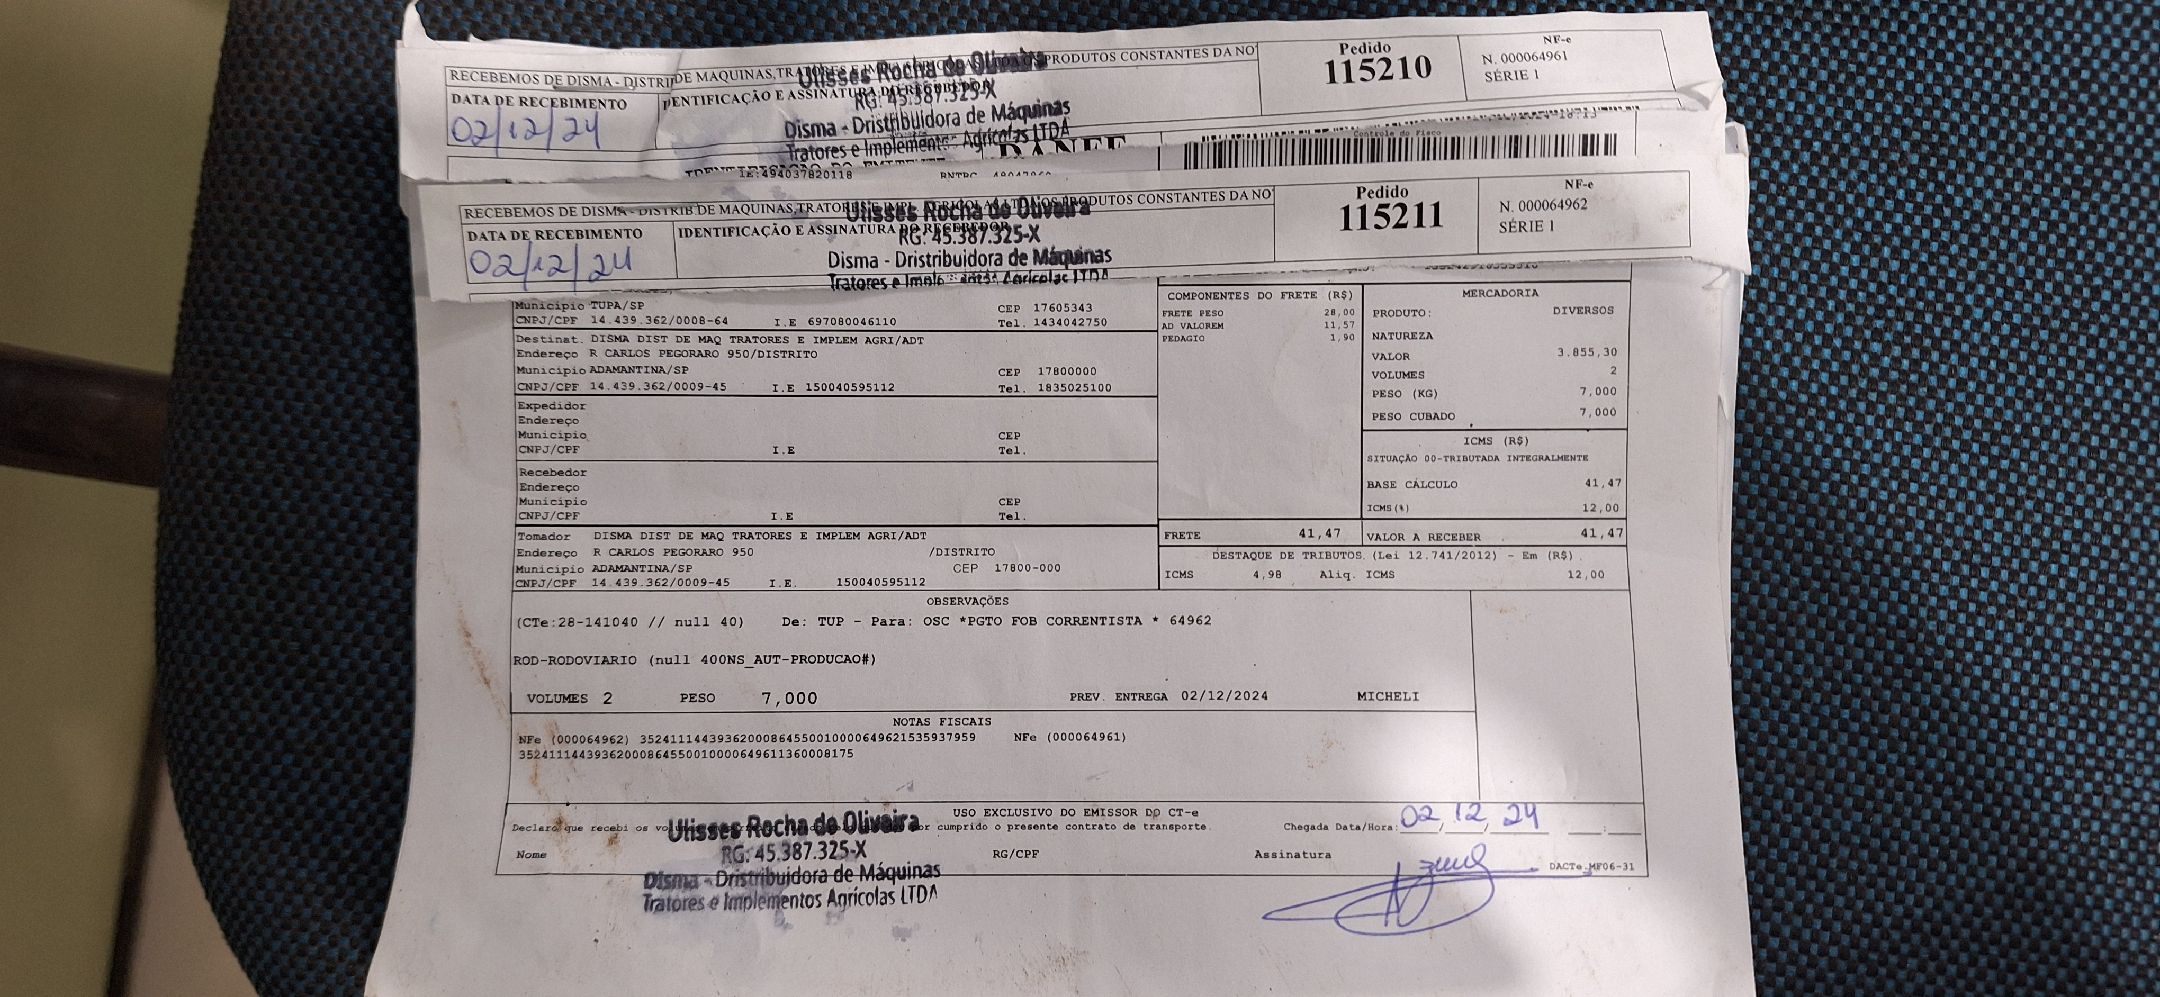 RECEBEMOS DE DISMA - DISTRI DE MAQUINAS,TRATORES E PRODUTOS CONSTANTES DA NO
Pedido
115210
NF-e
N. 000064961
SÉRIE 1
DATA DE RECEBIMENTO
IDENTIFICAÇÃO E ASSINATURA DO RECEBEDOR
02/12/24
Ulisses Rocha de Oliveira
RG: 45.387.325-X
Disma - Dristribuidora de Máquinas
Tratores e Implementos Agrícolas LTDA
Controle do Fisco
IE:494037820118
RECEBEMOS DE DISMA - DISTRIB DE MAQUINAS,TRATORES E IMPL AGRICOLAS LTDA OS PRODUTOS CONSTANTES DA NO
Pedido
115211
NF-e
N. 000064962
SÉRIE 1
DATA DE RECEBIMENTO
IDENTIFICAÇÃO E ASSINATURA DO RECEBEDOR
02/12/24
Ulisses Rocha de Oliveira
RG: 45.387.325-X
Disma - Dristribuidora de Máquinas
Tratores e Implementos Agrícolas LTDA
Município TUPA/SP CEP 17605343
CNPJ/CPF 14.439.362/0008-64 I.E 697080046110 Tel. 1434042750
Destinat. DISMA DIST DE MAQ TRATORES E IMPLEM AGRI/ADT
Endereço R CARLOS PEGORARO 950/DISTRITO
Município ADAMANTINA/SP CEP 17800000
CNPJ/CPF 14.439.362/0009-45 I.E 150040595112 Tel. 1835025100
Expedidor
Endereço
Município CEP
CNPJ/CPF I.E Tel.
Recebedor
Endereço
Município CEP
CNPJ/CPF I.E Tel.
Tomador DISMA DIST DE MAQ TRATORES E IMPLEM AGRI/ADT
Endereço R CARLOS PEGORARO 950 /DISTRITO
Município ADAMANTINA/SP CEP 17800-000
CNPJ/CPF 14.439.362/0009-45 I.E. 150040595112
COMPONENTES DO FRETE (R$)
FRETE PESO 28,00
AD VALOREM 11,57
PEDAGIO 1,90
MERCADORIA
PRODUTO: DIVERSOS
NATUREZA
VALOR 3.855,30
VOLUMES 2
PESO (KG) 7,000
PESO CUBADO 7,000
ICMS (R$)
SITUAÇÃO 00-TRIBUTADA INTEGRALMENTE
BASE CÁLCULO 41,47
ICMS(%) 12,00
FRETE 41,47 VALOR A RECEBER 41,47
DESTAQUE DE TRIBUTOS (Lei 12.741/2012) - Em (R$)
ICMS 4,98 Aliq. ICMS 12,00
OBSERVAÇÕES
(CTe:28-141040 // null 40) De: TUP - Para: OSC *PGTO FOB CORRENTISTA * 64962
ROD-RODOVIARIO (null 400NS_AUT-PRODUCAO#)
VOLUMES 2 PESO 7,000 PREV. ENTREGA 02/12/2024 MICHELI
NOTAS FISCAIS
NFe (000064962) 35241114439362000864550010000649621535937959 NFe (000064961)
35241114439362000864550010000649611360008175
USO EXCLUSIVO DO EMISSOR DO CT-e
Declaro que recebi os vo cumprido o presente contrato de transporte.
Chegada Data/Hora: 02/12/24 :
Nome RG/CPF Assinatura
DACTe.MF06-31
Ulisses Rocha de Oliveira
RG: 45.387.325-X
Disma - Dristribuidora de Máquinas
Tratores e Implementos Agrícolas LTDA